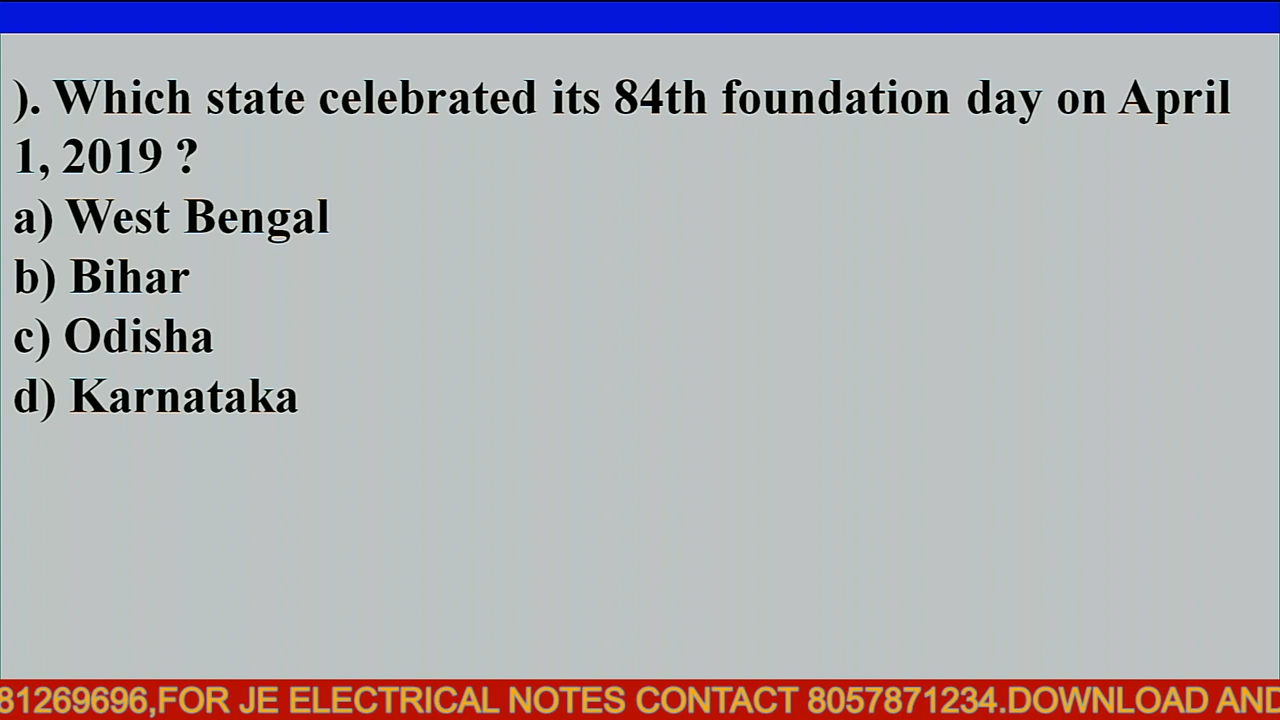 ). Which state celebrated its 84th foundation day on April
1, 2019 ?
a) West Bengal
b) Bihar
c) Odisha
d) Karnataka
81269696,FOR JE ELECTRICAL NOTES CONTACT 8057871234.DOWNLOAD AND